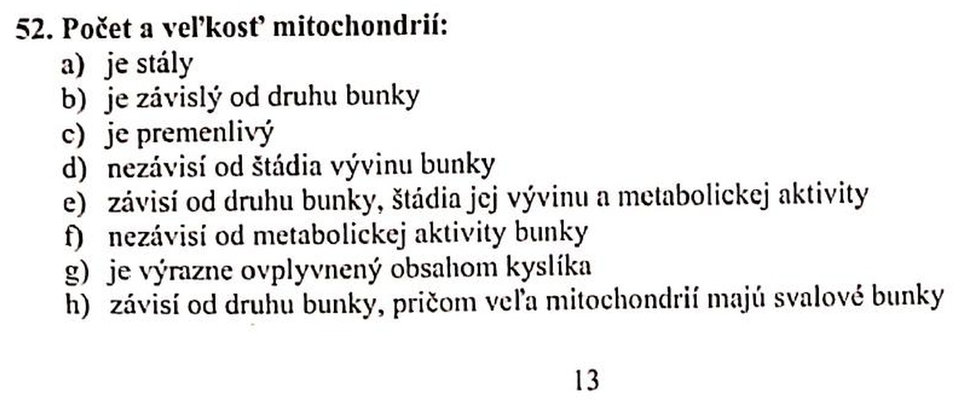 52. Počet a veľkosť mitochondrií:
a) je stály
b) je závislý od druhu bunky
c) je premenlivý
d) nezávisí od štádia vývinu bunky
e) závisí od druhu bunky, štádia jej vývinu a metabolickej aktivity
f) nezávisí od metabolickej aktivity bunky
g) je výrazne ovplyvnený obsahom kyslíka
h) závisí od druhu bunky, pričom veľa mitochondrií majú svalové bunky
13